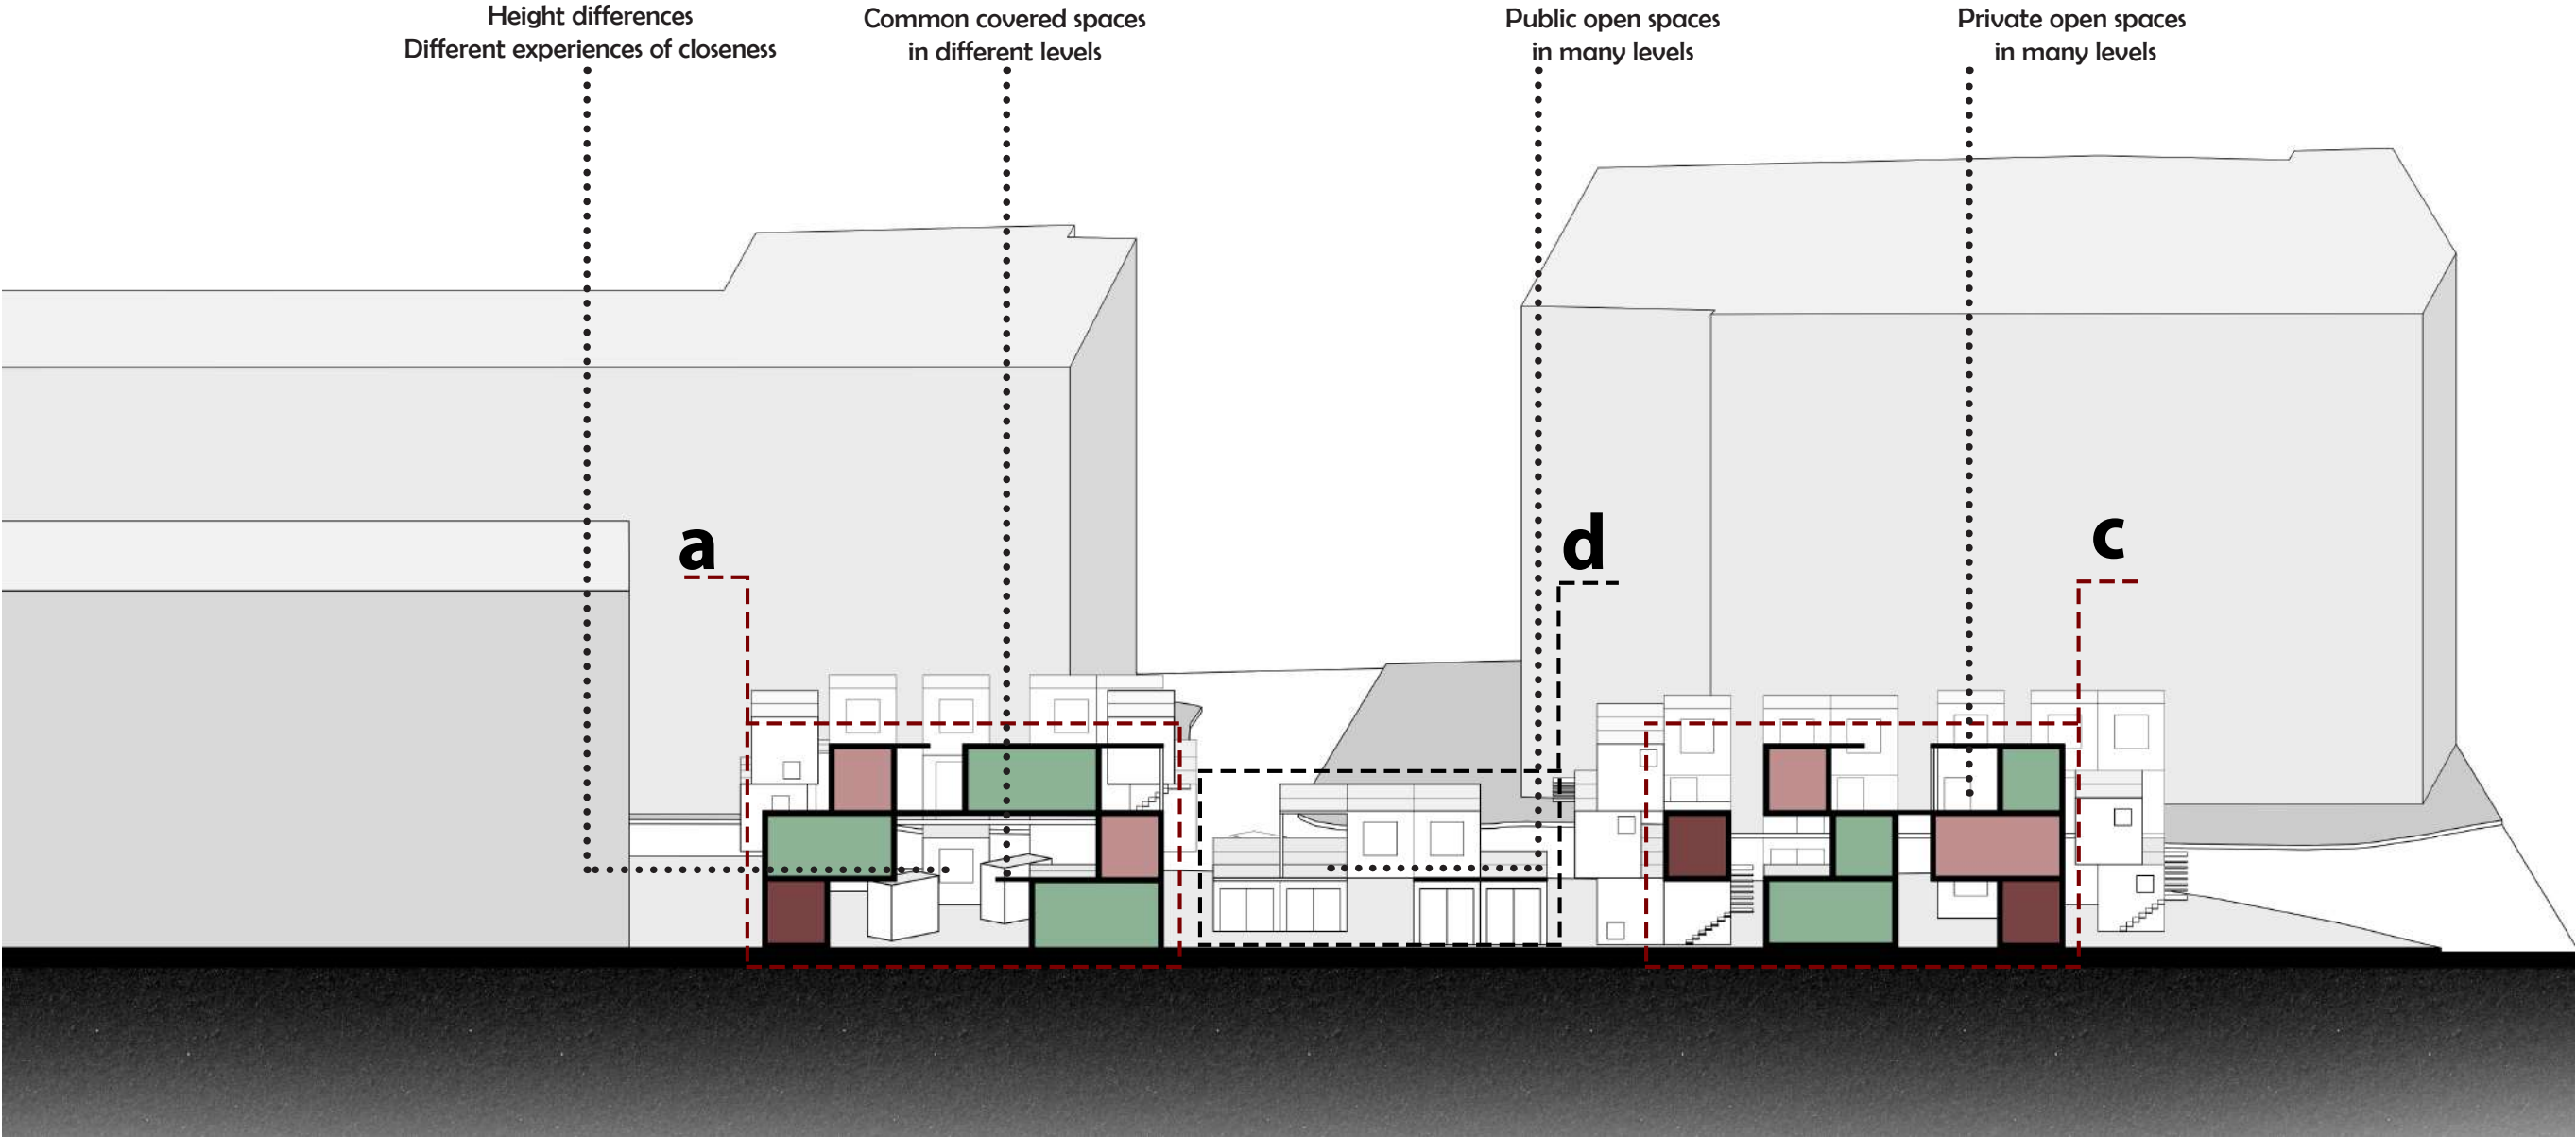 Height differences
Different experiences of closeness
Common covered spaces
in different levels
Public open spaces
in many levels
Private open spaces
in many levels
a
d
c